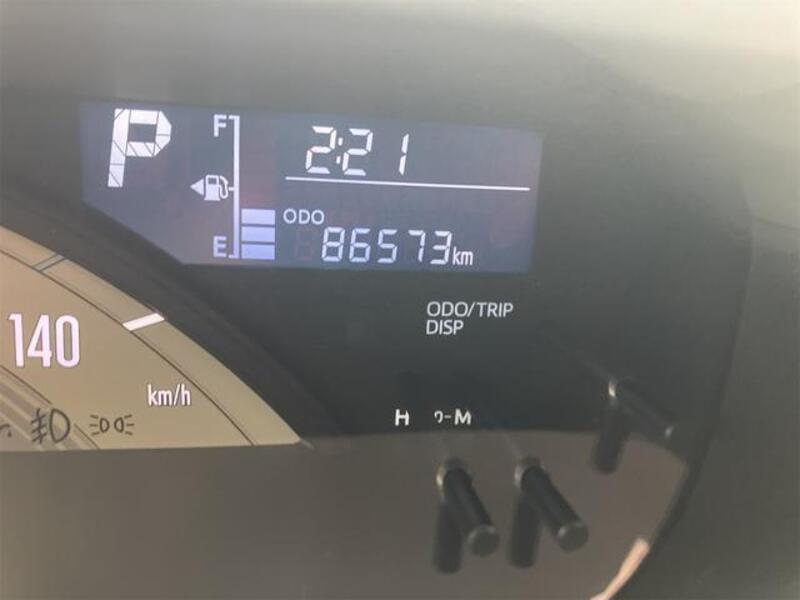 P
F
2:21
ODO
E
86573km
ODO/TRIP
DISP
140
km/h
H
M